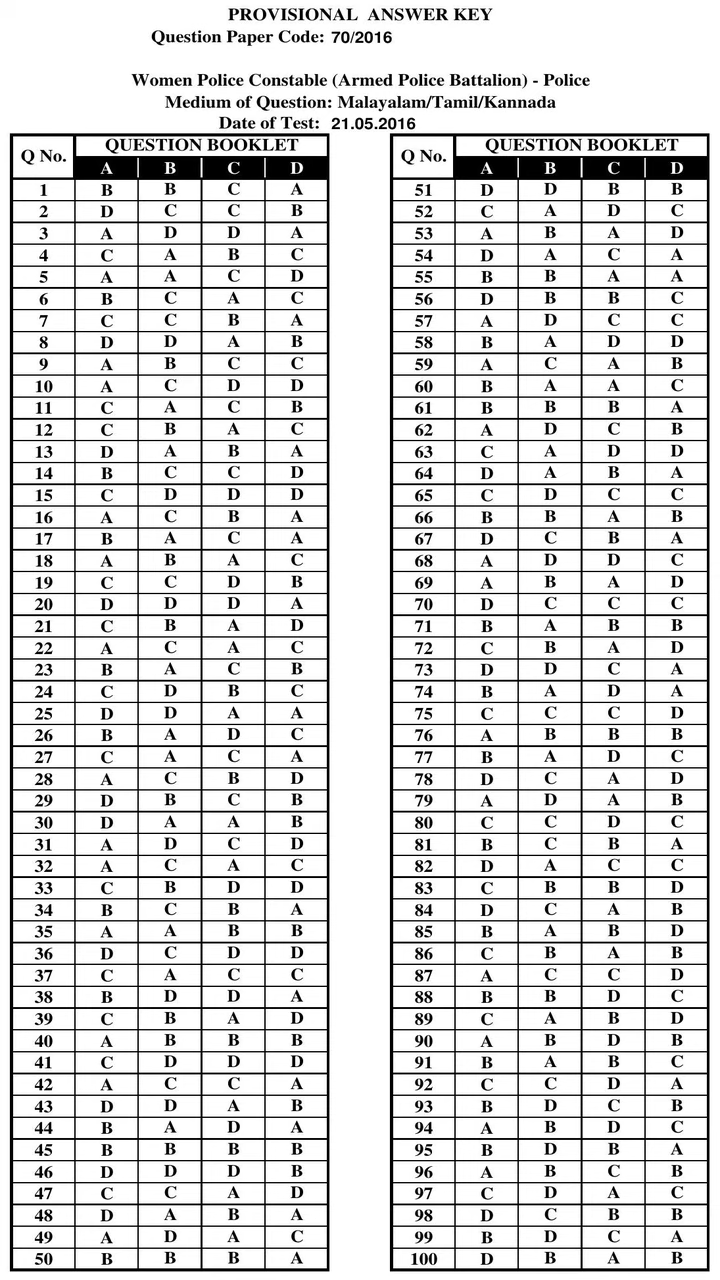 PROVISIONAL ANSWER KEY
Question Paper Code: 70/2016
Women Police Constable (Armed Police Battalion) - Police
Medium of Question: Malayalam/Tamil/Kannada
Date of Test: 21.05.2016
Q No. QUESTION BOOKLET
A B C D
1 B B C A
2 D C C B
3 A D D A
4 C A B C
5 A A C D
6 B C A C
7 C C B A
8 D D A B
9 A B C C
10 A C D D
11 C A C B
12 C B A C
13 D A B A
14 B C C D
15 C D D D
16 A C B A
17 B A C A
18 A B A C
19 C C D B
20 D D D A
21 C B A D
22 A C A C
23 B A C B
24 C D B C
25 D D A A
26 B A D C
27 C A C A
28 A C B D
29 D B C B
30 D A A B
31 A D C D
32 A C A C
33 C B D D
34 B C B A
35 A A B B
36 D C D D
37 C A C C
38 B D D A
39 C B A D
40 A B B B
41 C D D D
42 A C C A
43 D D A B
44 B A D A
45 B B B B
46 D D D B
47 C C A D
48 D A B A
49 A D A C
50 B B B A
Q No. QUESTION BOOKLET
A B C D
51 D D B B
52 C A D C
53 A B A D
54 D A C A
55 B B A A
56 D B B C
57 A D C C
58 B A D D
59 A C A B
60 B A A C
61 B B B A
62 A D C B
63 C A D D
64 D A B A
65 C D C C
66 B B A B
67 D C B A
68 A D D C
69 A B A D
70 D C C C
71 B A B B
72 C B A D
73 D D C A
74 B A D A
75 C C C D
76 A B B B
77 B A D C
78 D C A D
79 A D A B
80 C C D C
81 B C B A
82 D A C C
83 C B B D
84 D C A B
85 B A B D
86 C B A B
87 A C C D
88 B B D C
89 C A B D
90 A B D B
91 B A B C
92 C C D A
93 B D C B
94 A B D C
95 B D B A
96 A B C B
97 C D A C
98 D C B B
99 B D C A
100 D B A B